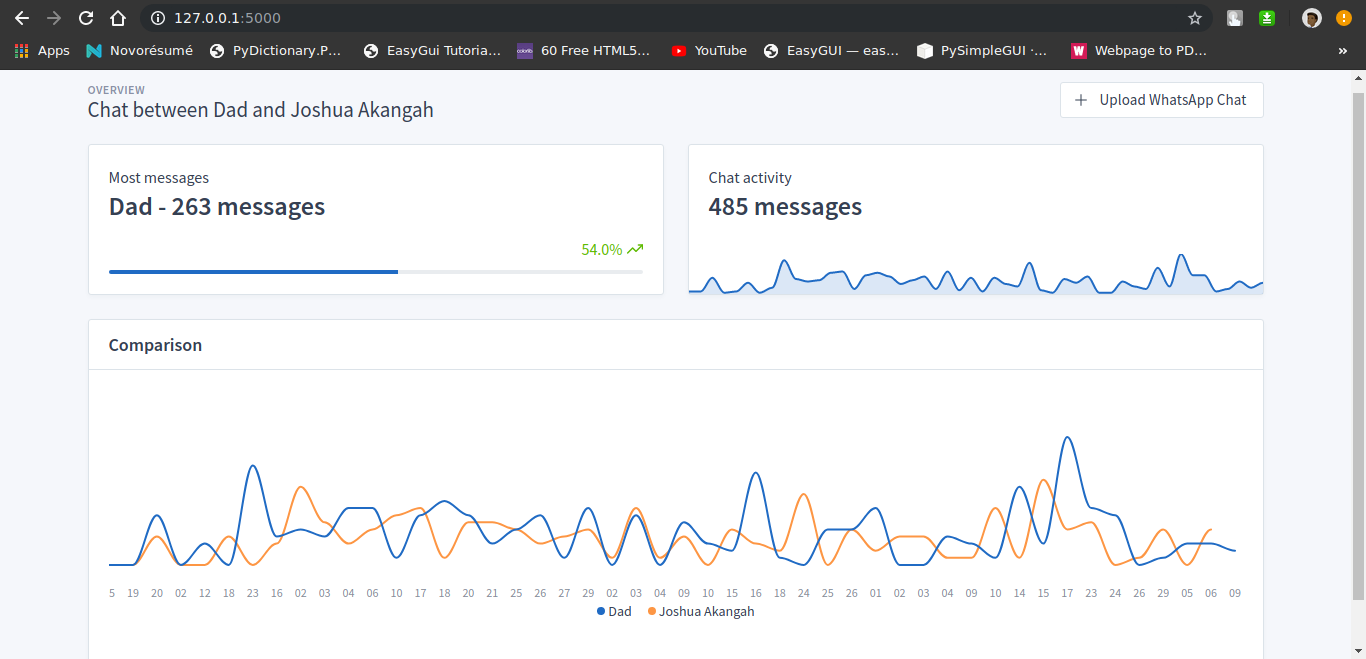 127.0.0.1:5000
Apps Novorésumé PyDictionary.P... EasyGui Tutoria... colorlib 60 Free HTML5... YouTube EasyGUI — eas... PySimpleGUI ·... W Webpage to PD... »
OVERVIEW
Chat between Dad and Joshua Akangah
+ Upload WhatsApp Chat
Most messages
Dad - 263 messages
54.0%
Chat activity
485 messages
Comparison
5 19 20 02 12 18 23 16 02 03 04 06 10 17 18 20 21 25 26 27 29 02 03 04 09 10 15 16 18 24 25 26 01 02 03 04 09 10 14 15 17 23 24 26 29 05 06 09
Dad Joshua Akangah